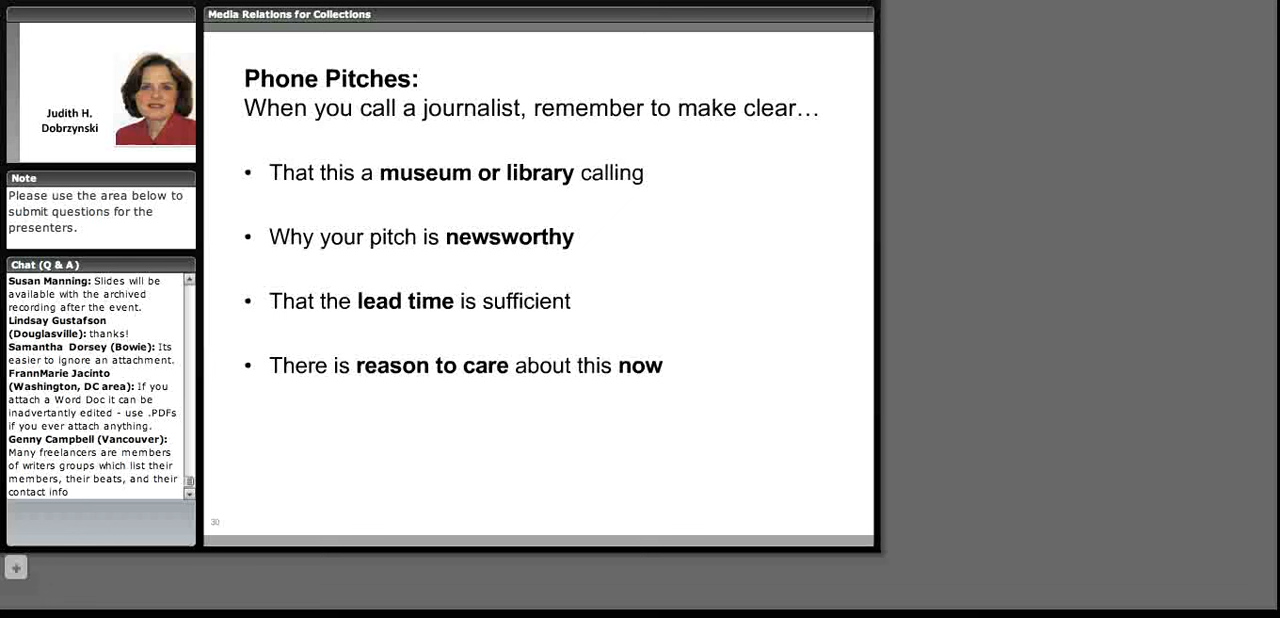 Media Relations for Collections
Judith H.
Dobrzynski
Note
Please use the area below to
submit questions for the
presenters.
Chat (Q & A)
Susan Manning: Slides will be
available with the archived
recording after the event.
Lindsay Gustafson
(Douglasville): thanks!
Samantha Dorsey (Bowie): Its
easier to ignore an attachment.
FrannMarie Jacinto
(Washington, DC area): If you
attach a Word Doc it can be
inadvertantly edited - use .PDFs
if you ever attach anything.
Genny Campbell (Vancouver):
Many freelancers are members
of writers groups which list their
members, their beats, and their
contact info
Phone Pitches:
When you call a journalist, remember to make clear…
• That this a museum or library calling
• Why your pitch is newsworthy
• That the lead time is sufficient
• There is reason to care about this now
30